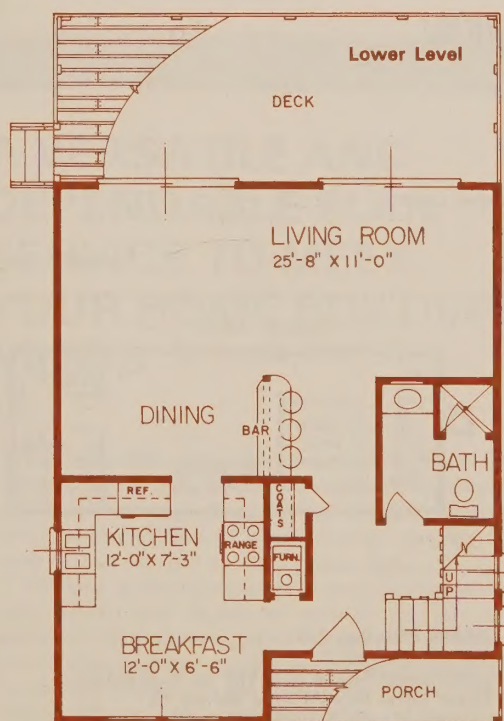 Lower Level
DECK
LIVING ROOM
25'-8" X 11'-0"
DINING
BAR
BATH
REF.
COATS
KITCHEN
12'-0" X 7'-3"
RANGE
FURN.
UP
BREAKFAST
12'-0" X 6'-6"
PORCH